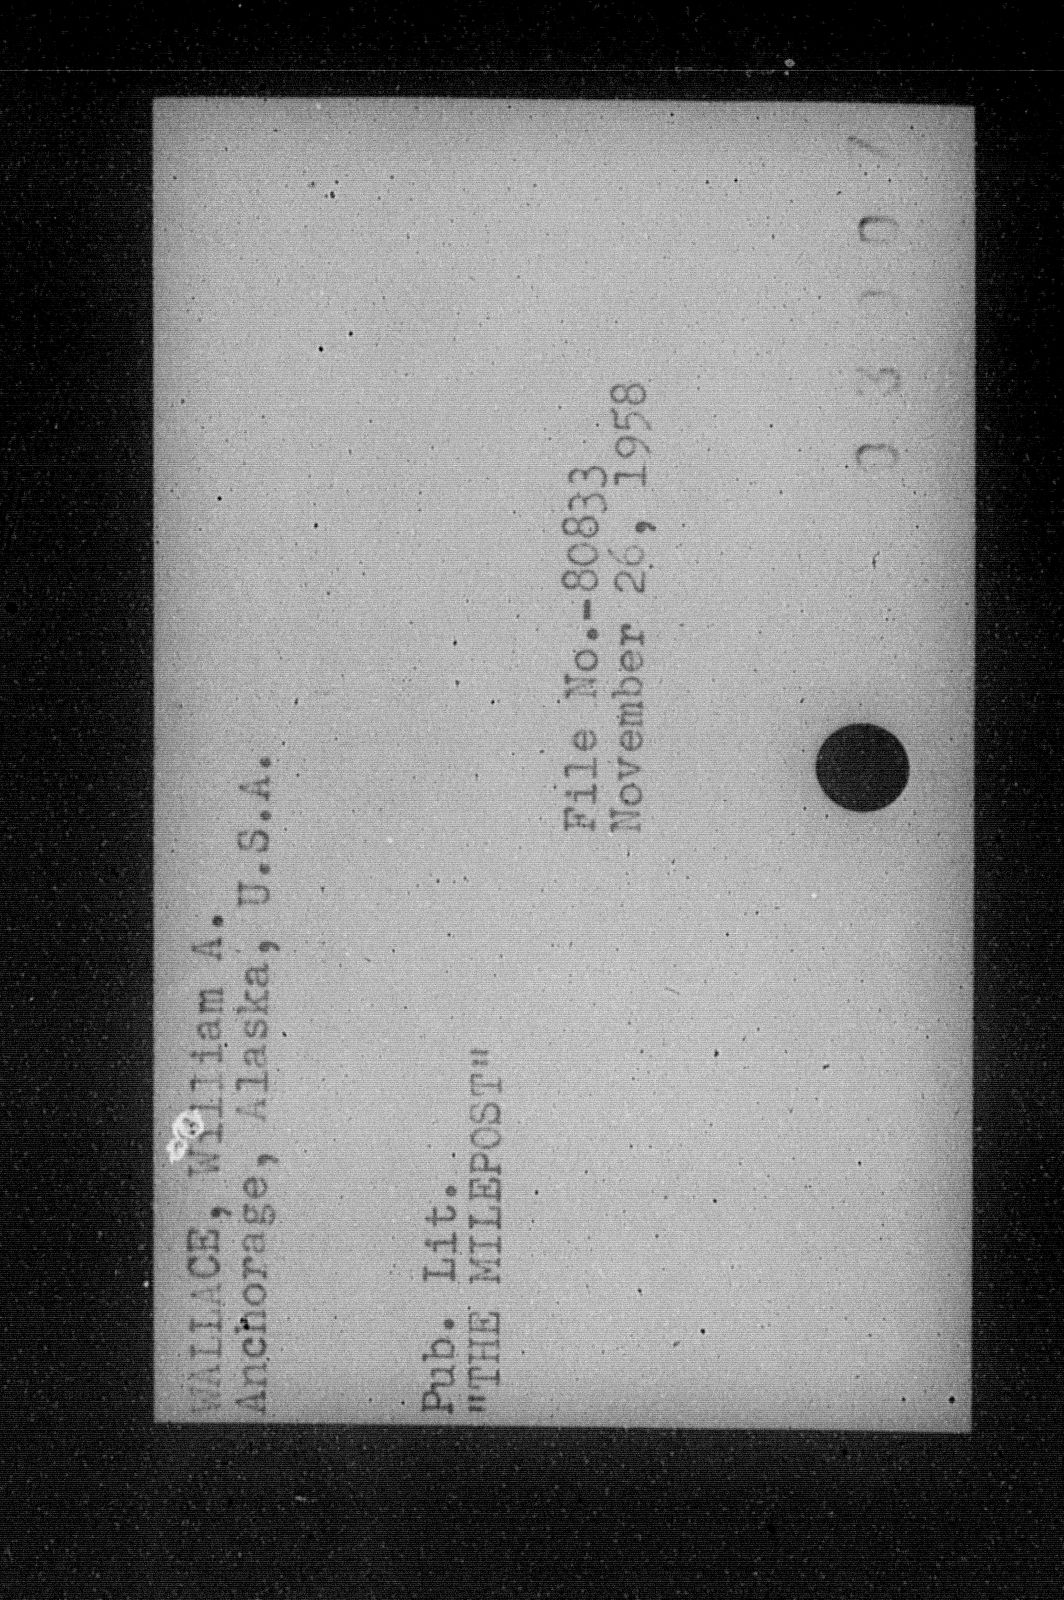 WALLACE, William A.
Anchorage, Alaska, U.S.A.
Pub. Lit.
"THE MILEPOST"
File No.-80833
November 26, 1958